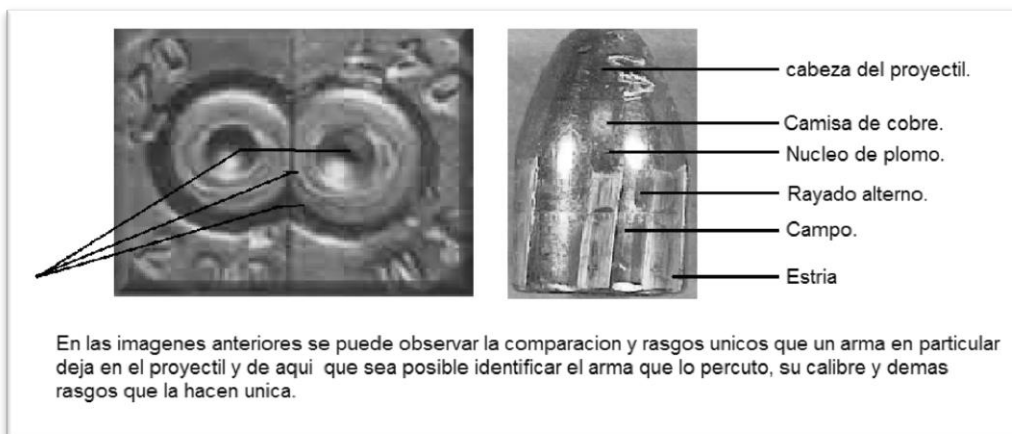 cabeza del proyectil.
Camisa de cobre.
Nucleo de plomo.
Rayado alterno.
Campo.
Estria
En las imagenes anteriores se puede observar la comparacion y rasgos unicos que un arma en particular
deja en el proyectil y de aqui que sea posible identificar el arma que lo percuto, su calibre y demas
rasgos que la hacen unica.